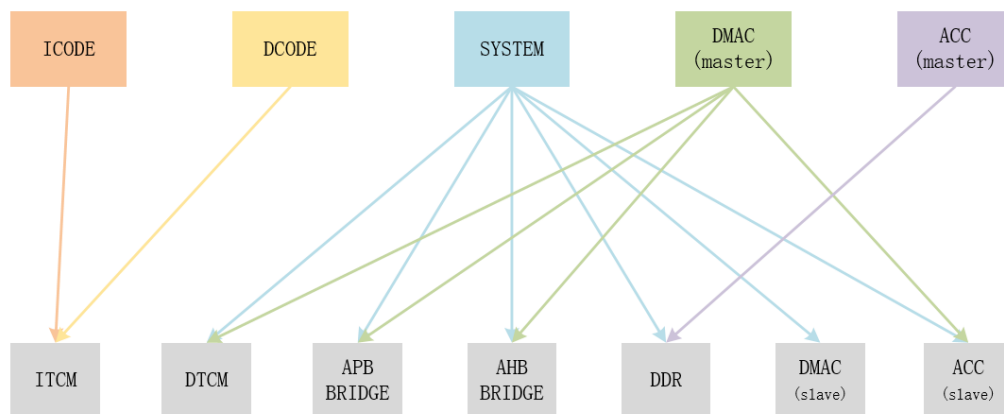 ICODE
DCODE
SYSTEM
DMAC
(master)
ACC
(master)
ITCM
DTCM
APB
BRIDGE
AHB
BRIDGE
DDR
DMAC
(slave)
ACC
(slave)